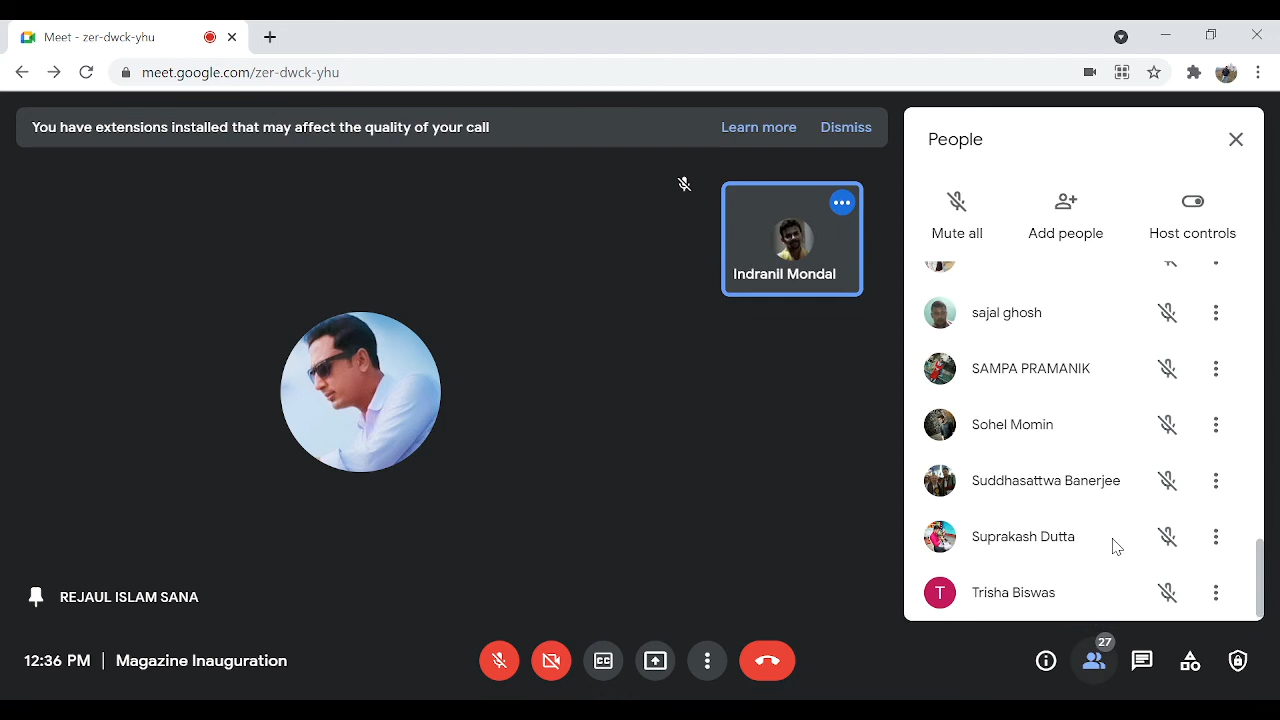 Meet - zer-dwck-yhu
meet.google.com/zer-dwck-yhu
You have extensions installed that may affect the quality of your call
Learn more
Dismiss
Indranil Mondal
REJAUL ISLAM SANA
People
Mute all
Add people
Host controls
sajal ghosh
SAMPA PRAMANIK
Sohel Momin
Suddhasattwa Banerjee
Suprakash Dutta
T
Trisha Biswas
12:36 PM | Magazine Inauguration
CC
27